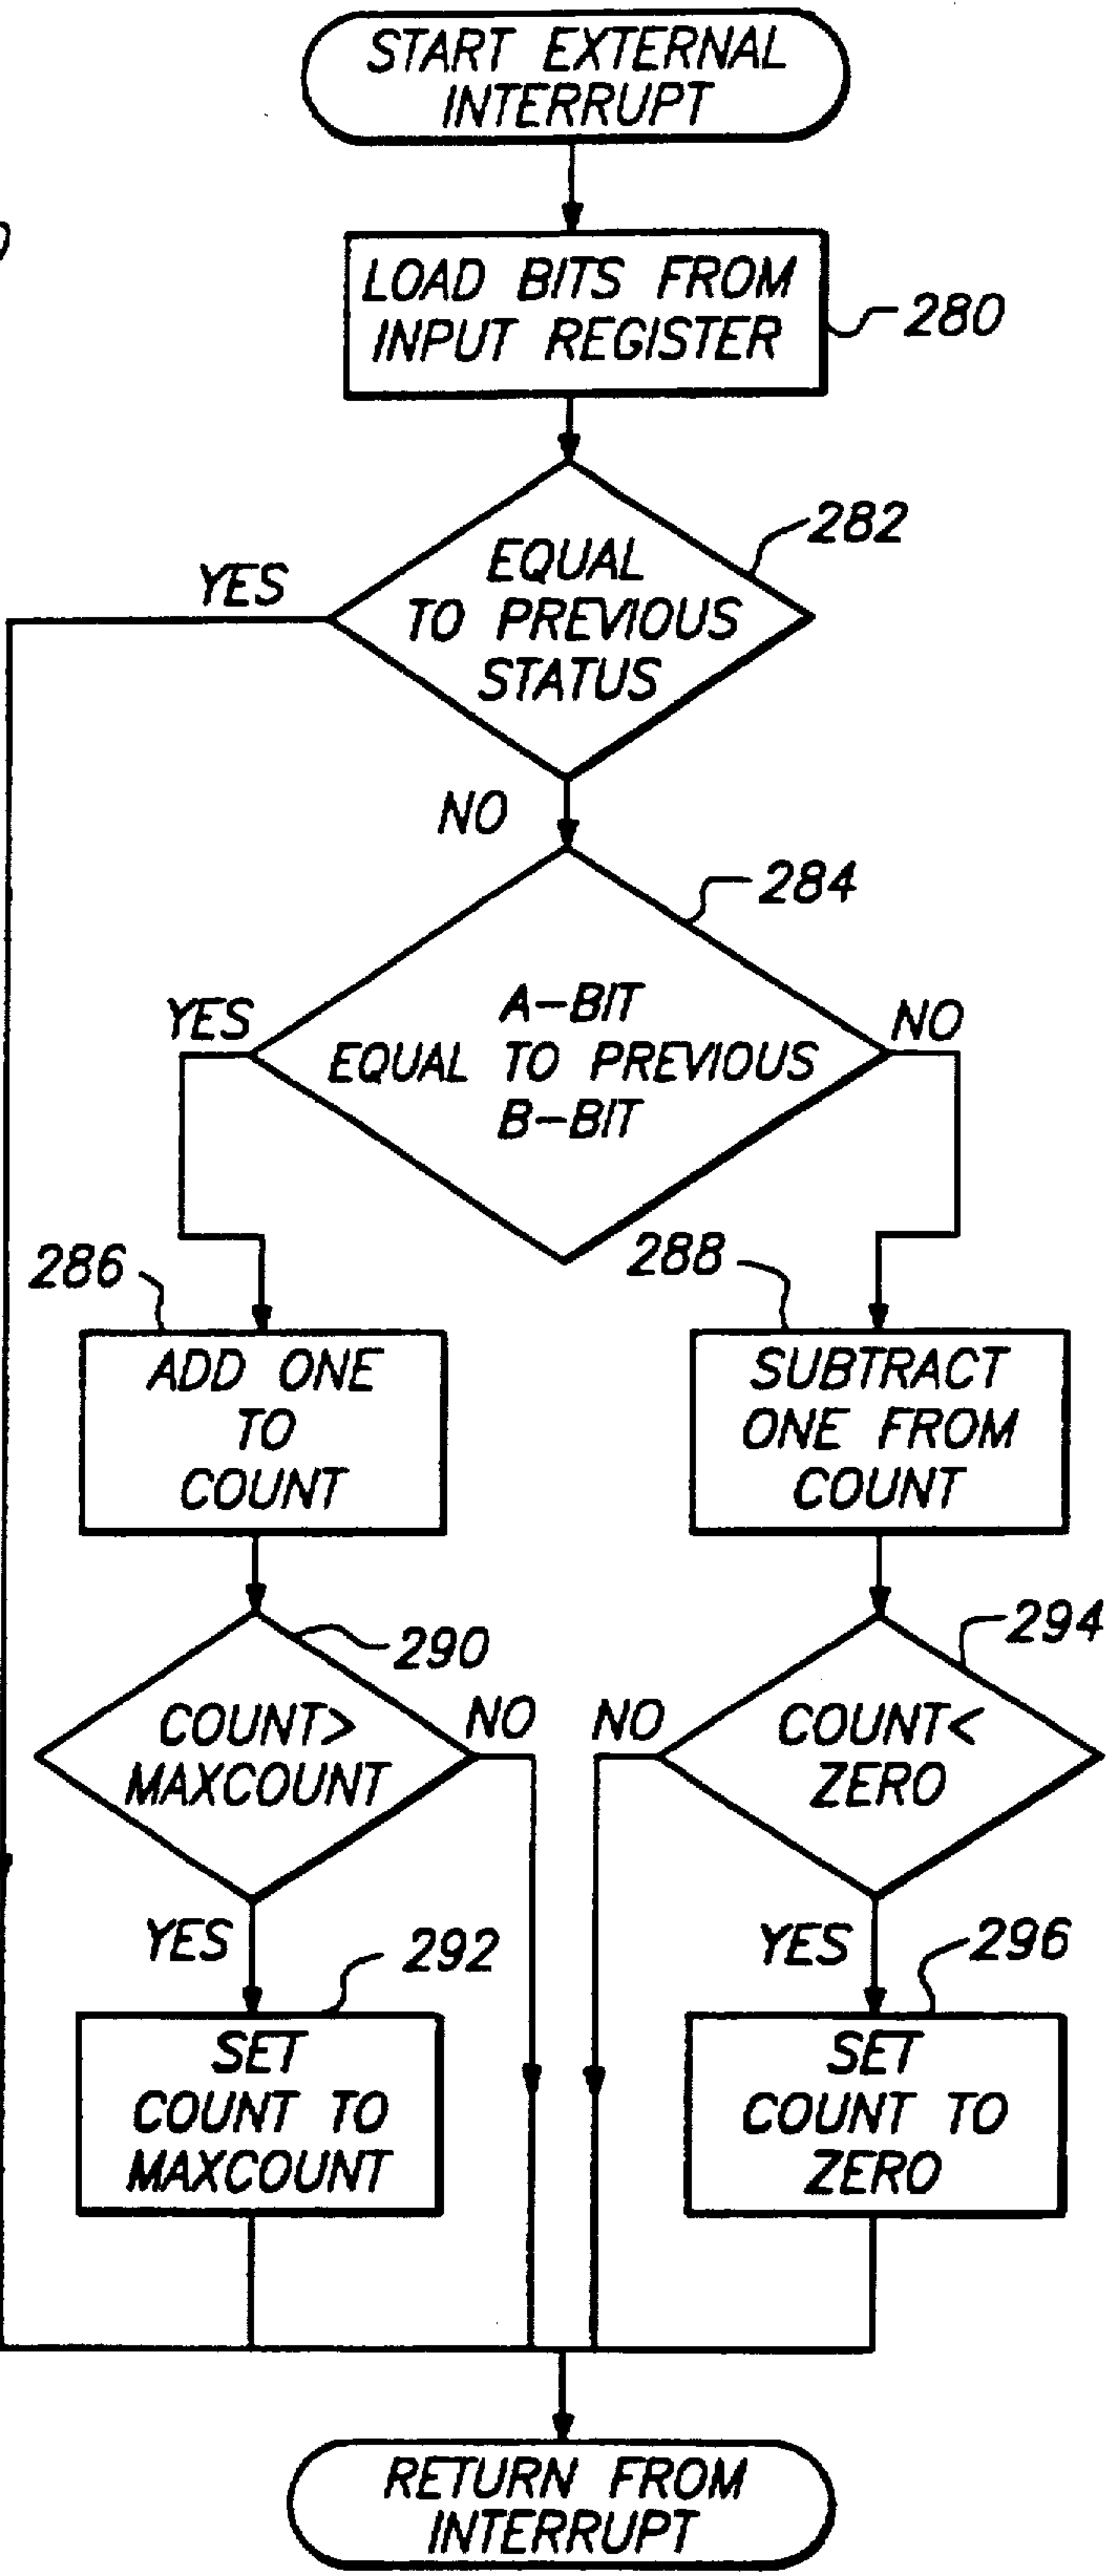 START EXTERNAL
INTERRUPT
LOAD BITS FROM
INPUT REGISTER
280
282
EQUAL
TO PREVIOUS
STATUS
YES
NO
284
A-BIT
EQUAL TO PREVIOUS
B-BIT
YES
NO
286
288
ADD ONE
TO
COUNT
SUBTRACT
ONE FROM
COUNT
290
294
COUNT>
MAXCOUNT
NO
NO
COUNT<
ZERO
YES
292
YES
296
SET
COUNT TO
MAXCOUNT
SET
COUNT TO
ZERO
RETURN FROM
INTERRUPT